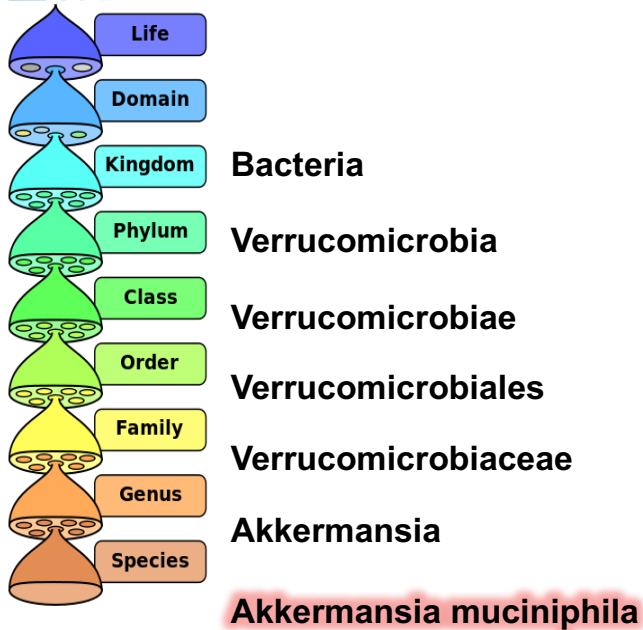 Life
Domain
Kingdom
Bacteria
Phylum
Verrucomicrobia
Class
Verrucomicrobiae
Order
Verrucomicrobiales
Family
Verrucomicrobiaceae
Genus
Akkermansia
Species
Akkermansia muciniphila